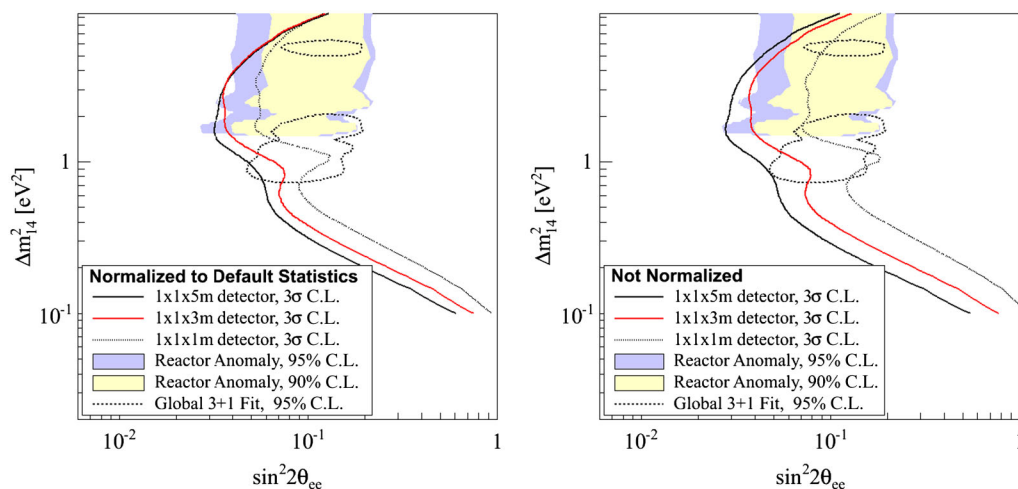 Δm²₁₄ [eV²]
1
10⁻¹
Normalized to Default Statistics
1x1x5m detector, 3σ C.L.
1x1x3m detector, 3σ C.L.
1x1x1m detector, 3σ C.L.
Reactor Anomaly, 95% C.L.
Reactor Anomaly, 90% C.L.
Global 3+1 Fit, 95% C.L.
10⁻² 10⁻¹ 1
sin²2θₑₑ
Δm²₁₄ [eV²]
1
10⁻¹
Not Normalized
1x1x5m detector, 3σ C.L.
1x1x3m detector, 3σ C.L.
1x1x1m detector, 3σ C.L.
Reactor Anomaly, 95% C.L.
Reactor Anomaly, 90% C.L.
Global 3+1 Fit, 95% C.L.
10⁻² 10⁻¹ 1
sin²2θₑₑ